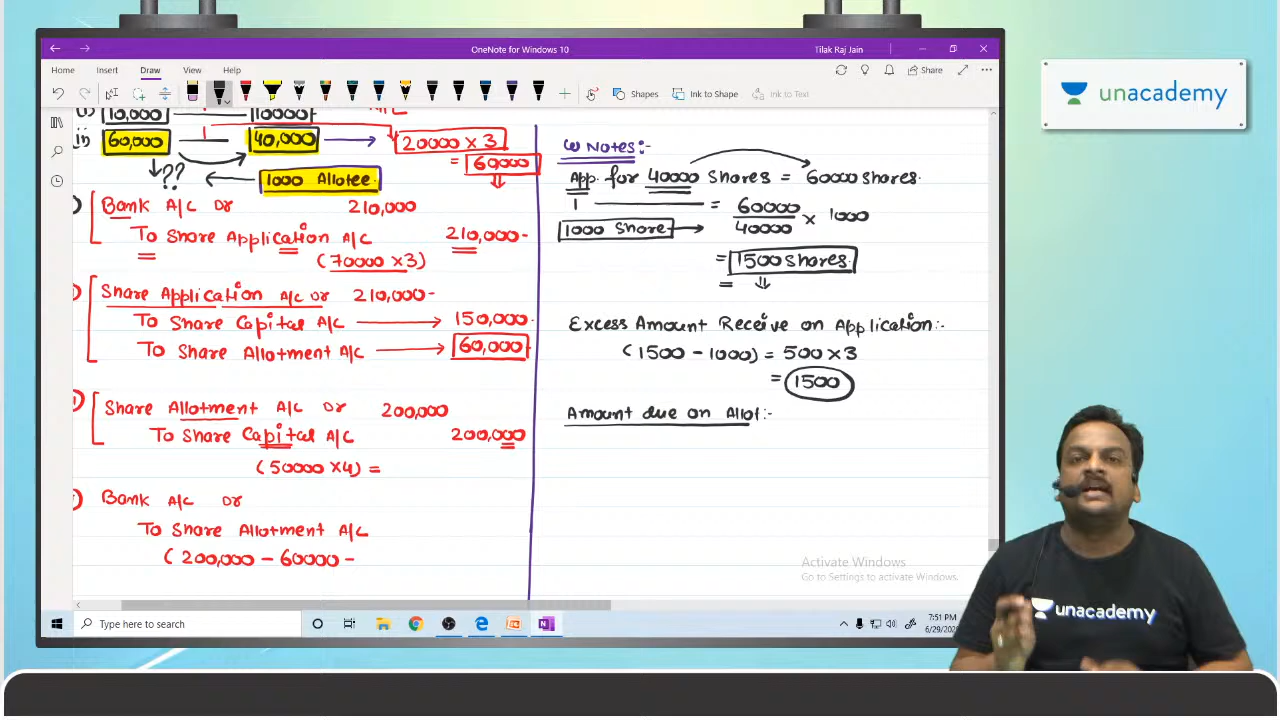 OneNote for Windows 10
Tilak Raj Jain
Home Insert Draw View Help
Share
Shapes
Ink to Shape
Ink to Text
unacademy
10,000 10000
ii) 60,000 40,000 20000 x 3
= 60000
??
1000 Allotee.
Bank A/C Dr 210,000
To Share Application A/C 210,000-
(70000 x3)
Share Application A/C Dr 210,000-
To Share Capital A/C 150,000-
To Share Allotment A/C 60,000-
Share Allotment A/C Dr 200,000
To Share Capital A/C 200,000
(50000 x4) =
Bank A/C Dr
To Share Allotment A/C
(200,000 - 60000 -
W Notes:-
App. for 40000 Shares = 60000 shares.
1 = 60000/40000 x 1000
1000 Share
= 1500 shares.
Excess Amount Receive on Application:-
(1500 - 1000) = 500 x 3
= 1500
Amount due on Allot:-
Activate Windows
Go to Settings to activate Windows.
Type here to search
7:51 PM
unacademy